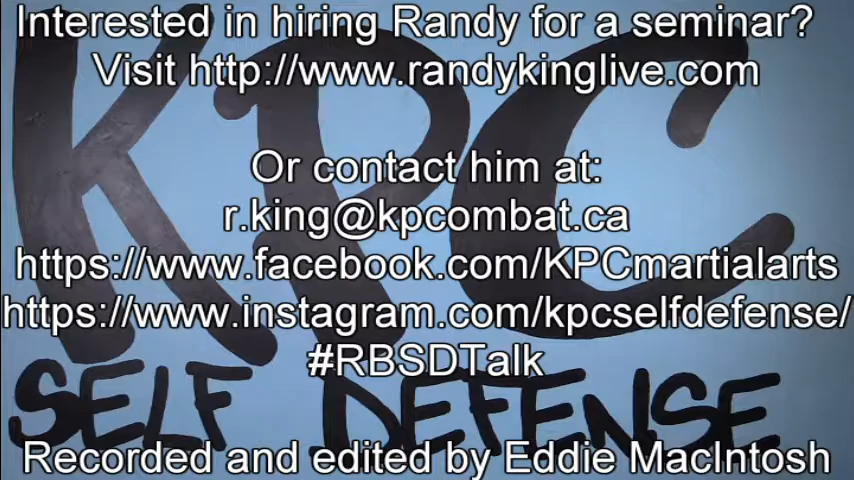 Interested in hiring Randy for a seminar?
Visit http://www.randykinglive.com
KPC
Or contact him at:
r.king@kpcombat.ca
https://www.facebook.com/KPCmartialarts
https://www.instagram.com/kpcselfdefense/
#RBSDTalk
SELF DEFENSE
Recorded and edited by Eddie MacIntosh